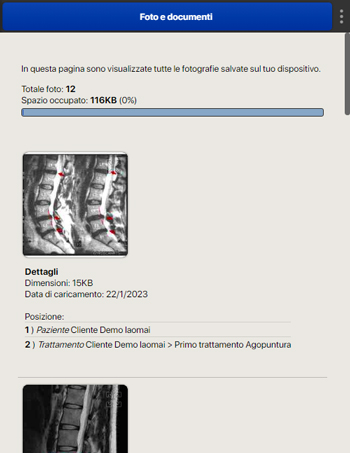 Foto e documenti
In questa pagina sono visualizzate tutte le fotografie salvate sul tuo dispositivo.
Totale foto: 12
Spazio occupato: 116KB (0%)
Dettagli
Dimensioni: 15KB
Data di caricamento: 22/1/2023
Posizione:
1 ) Paziente Cliente Demo Iaomai
2 ) Trattamento Cliente Demo Iaomai > Primo trattamento Agopuntura